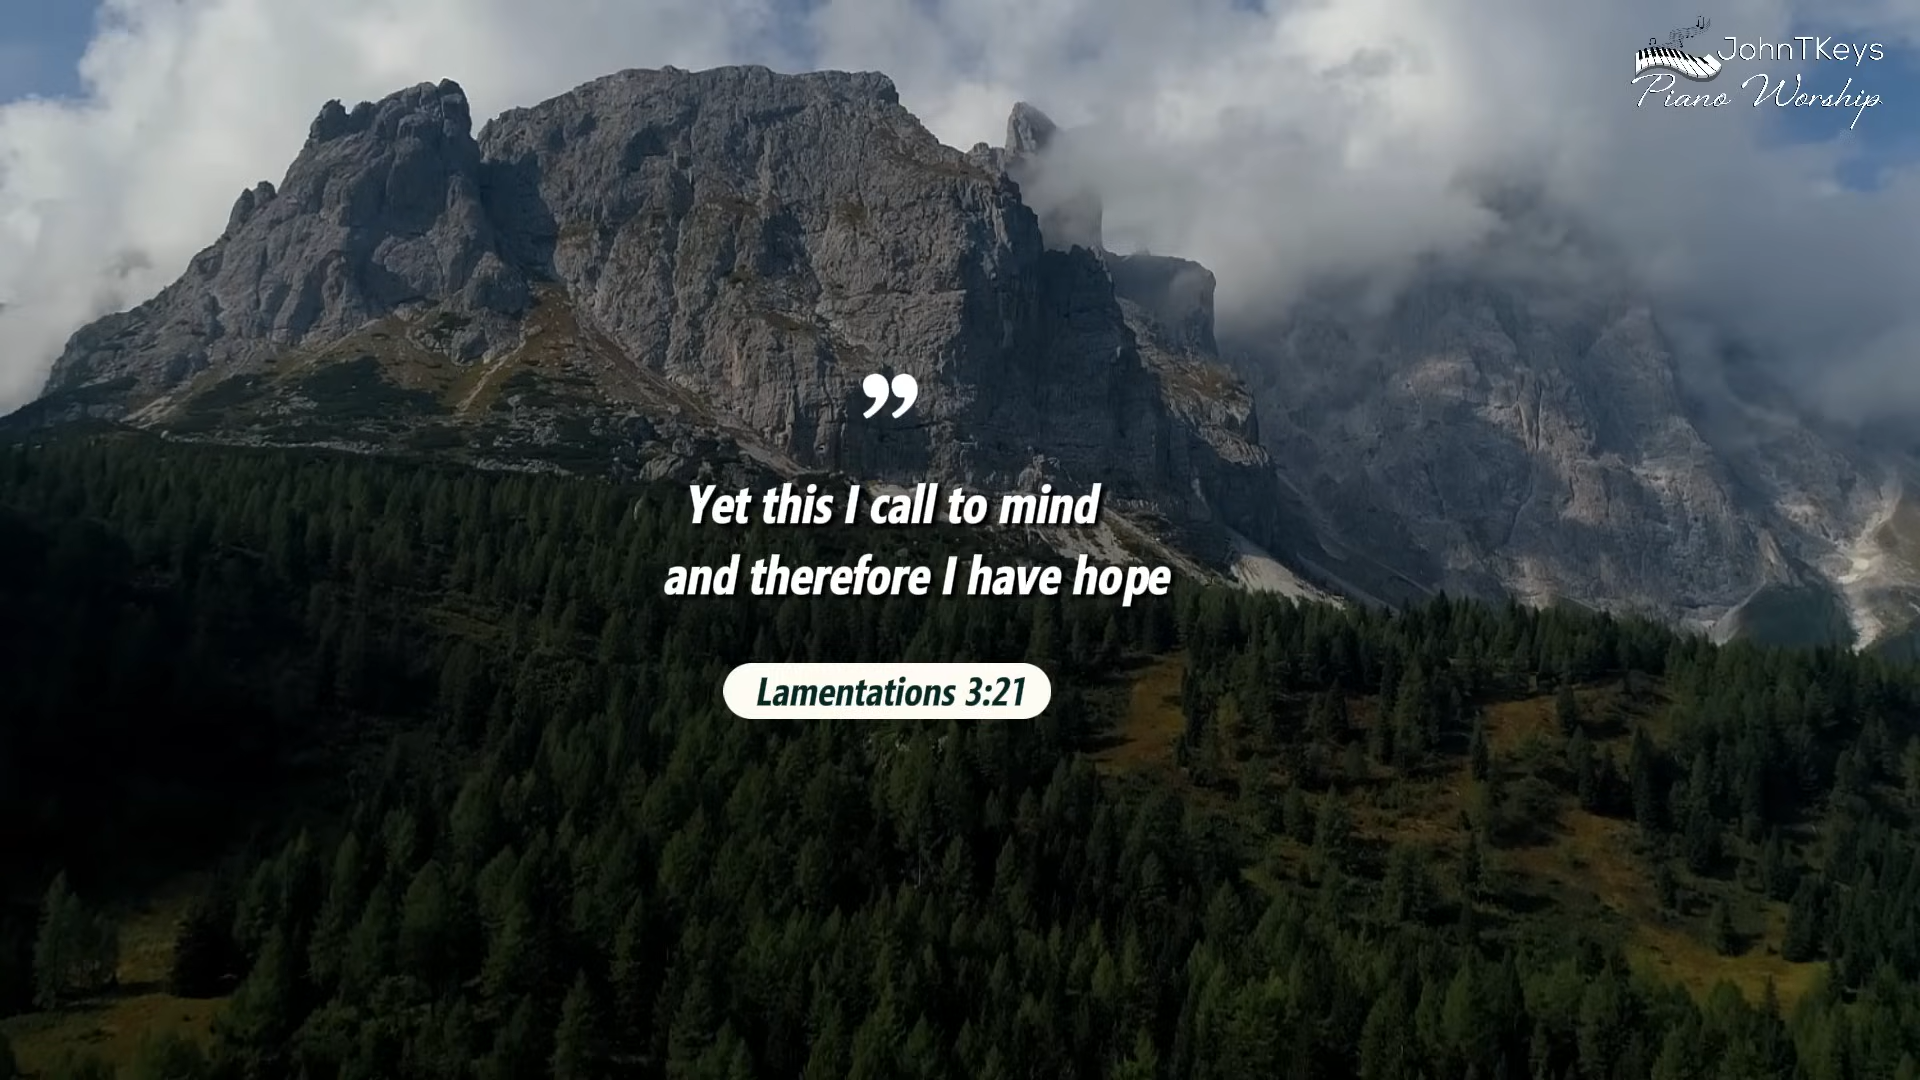 JohnTKeys
Piano Worship
”
Yet this I call to mind
and therefore I have hope
Lamentations 3:21